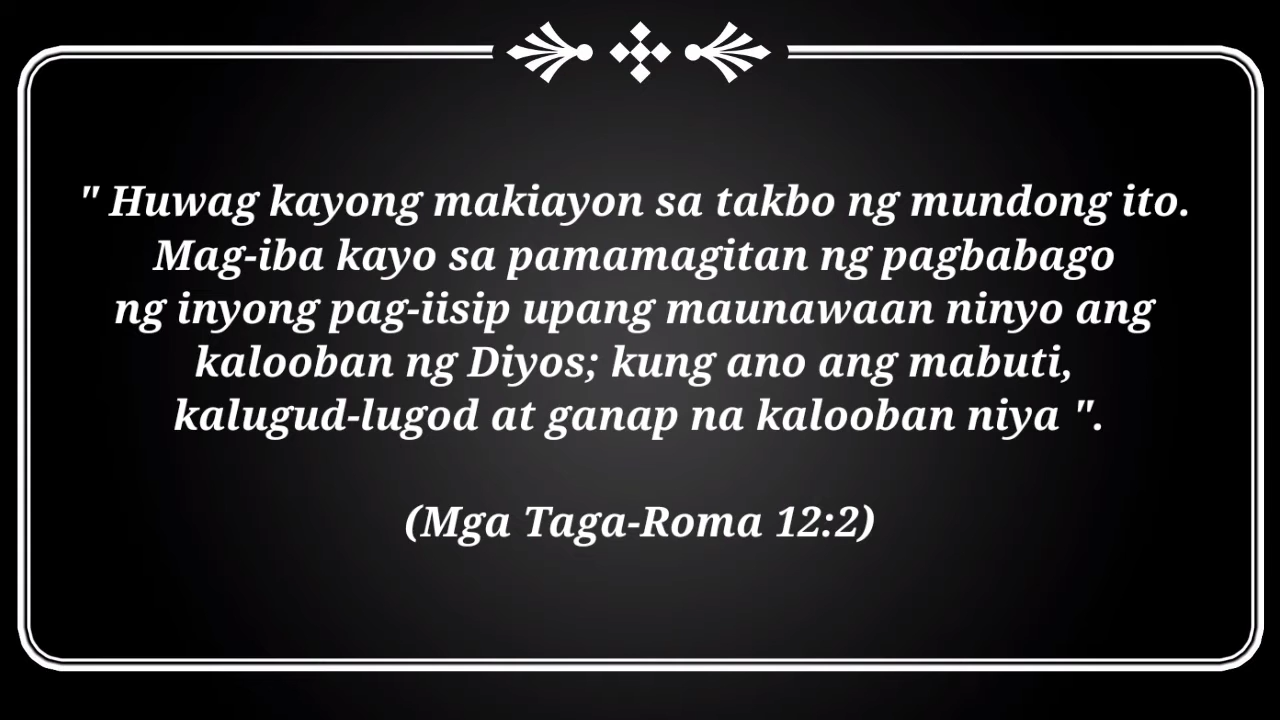 " Huwag kayong makiayon sa takbo ng mundong ito.
Mag-iba kayo sa pamamagitan ng pagbabago
ng inyong pag-iisip upang maunawaan ninyo ang
kalooban ng Diyos; kung ano ang mabuti,
kalugud-lugod at ganap na kalooban niya ".
(Mga Taga-Roma 12:2)